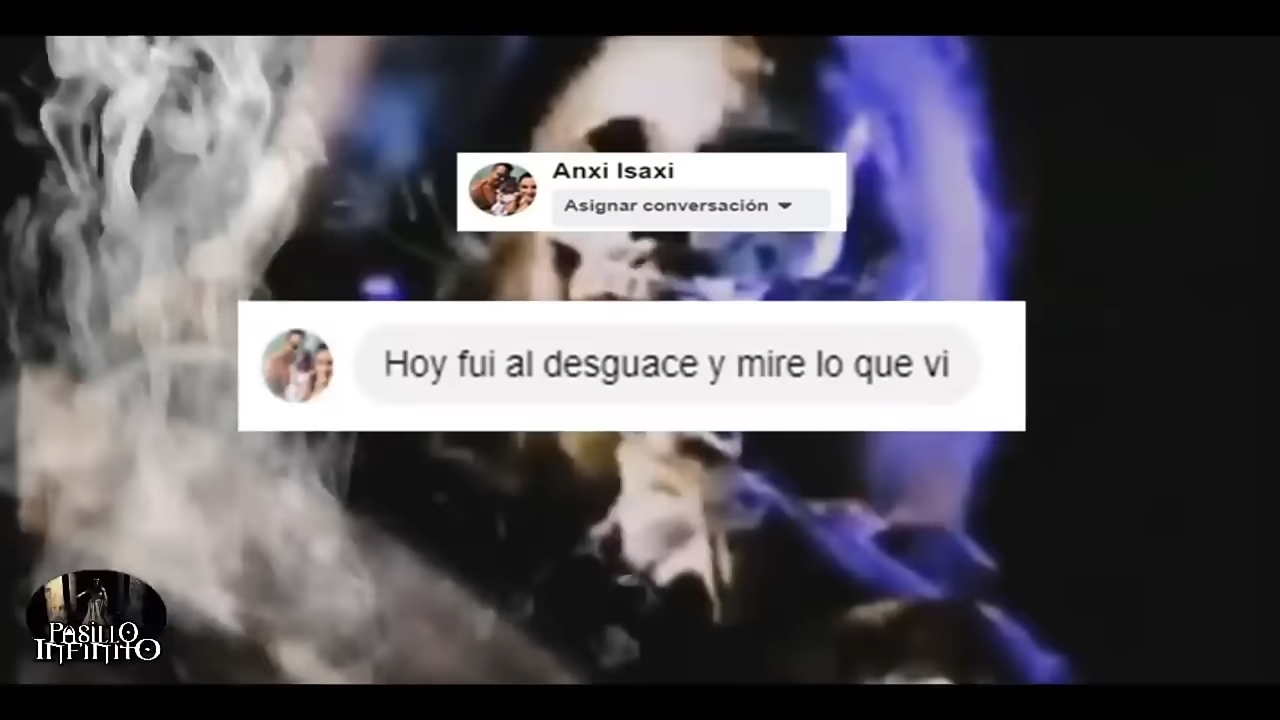 Anxi Isaxi
Asignar conversación
Hoy fui al desguace y mire lo que vi
PASILLO
INFINITO